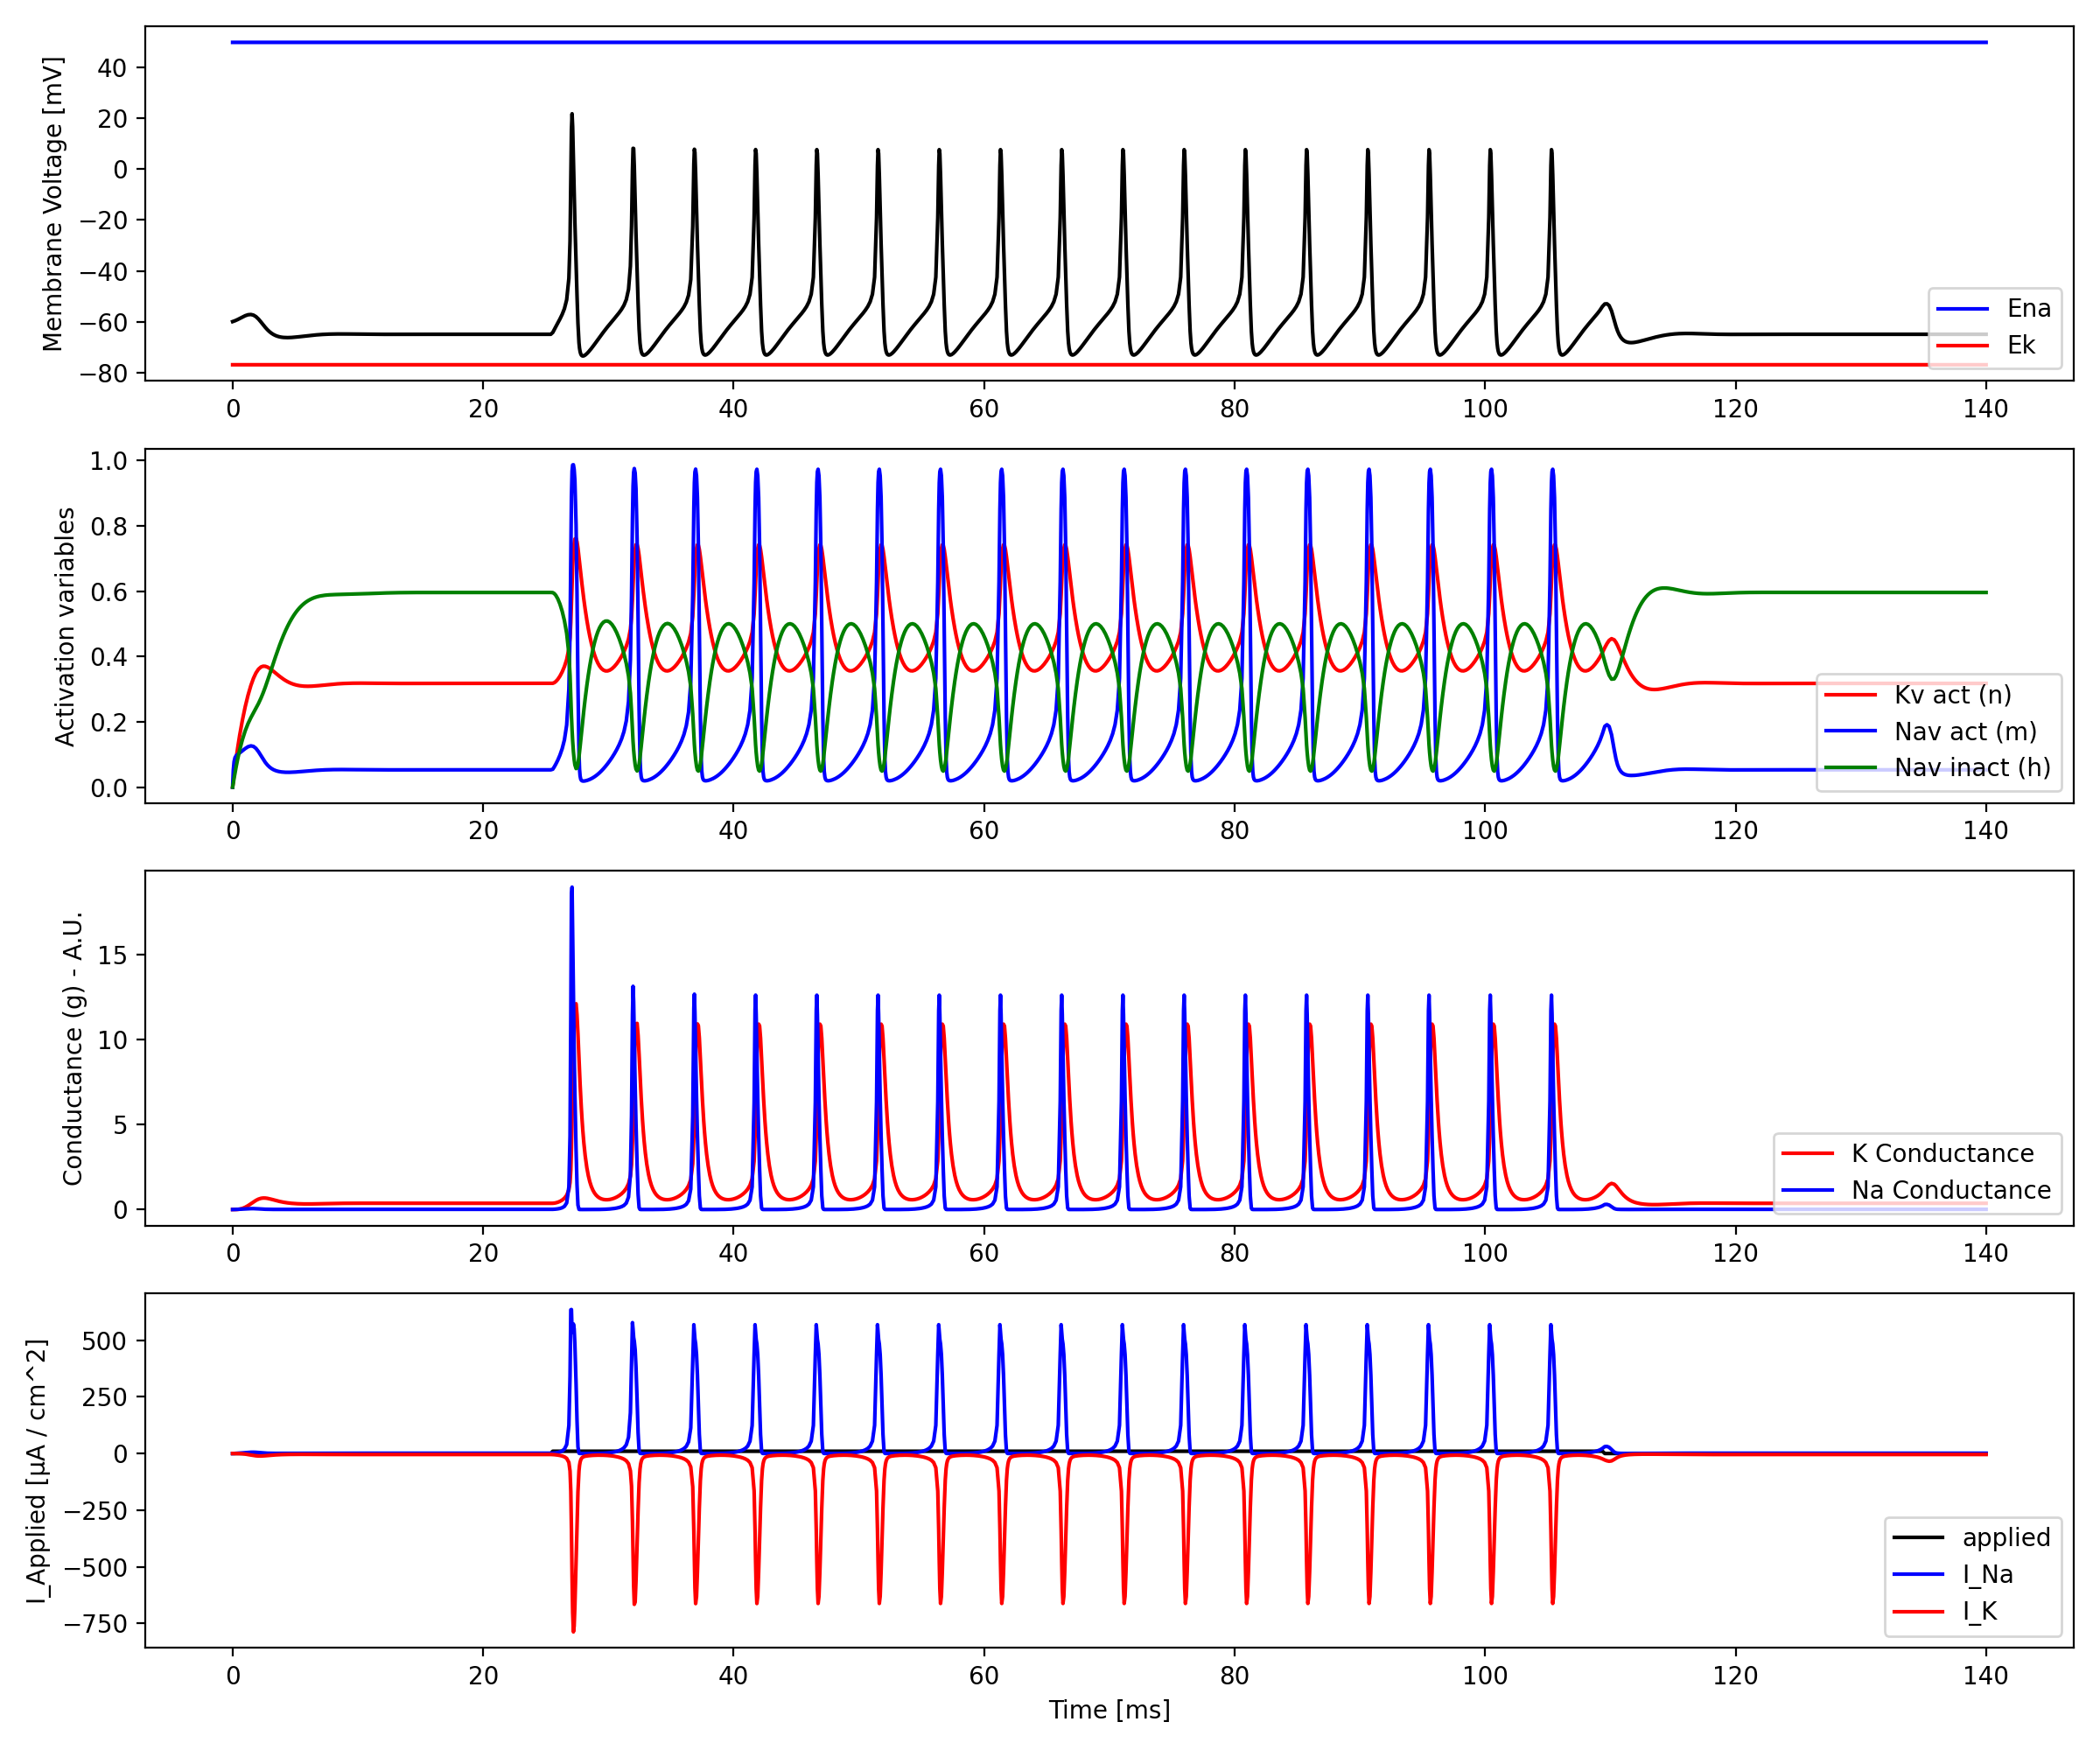 Membrane Voltage [mV]
40
20
0
−20
−40
−60
−80
Ena
Ek
0 20 40 60 80 100 120 140
Activation variables
1.0
0.8
0.6
0.4
0.2
0.0
Kv act (n)
Nav act (m)
Nav inact (h)
0 20 40 60 80 100 120 140
Conductance (g) - A.U.
15
10
5
0
K Conductance
Na Conductance
0 20 40 60 80 100 120 140
I_Applied [μA / cm^2]
500
250
0
−250
−500
−750
applied
I_Na
I_K
0 20 40 60 80 100 120 140
Time [ms]